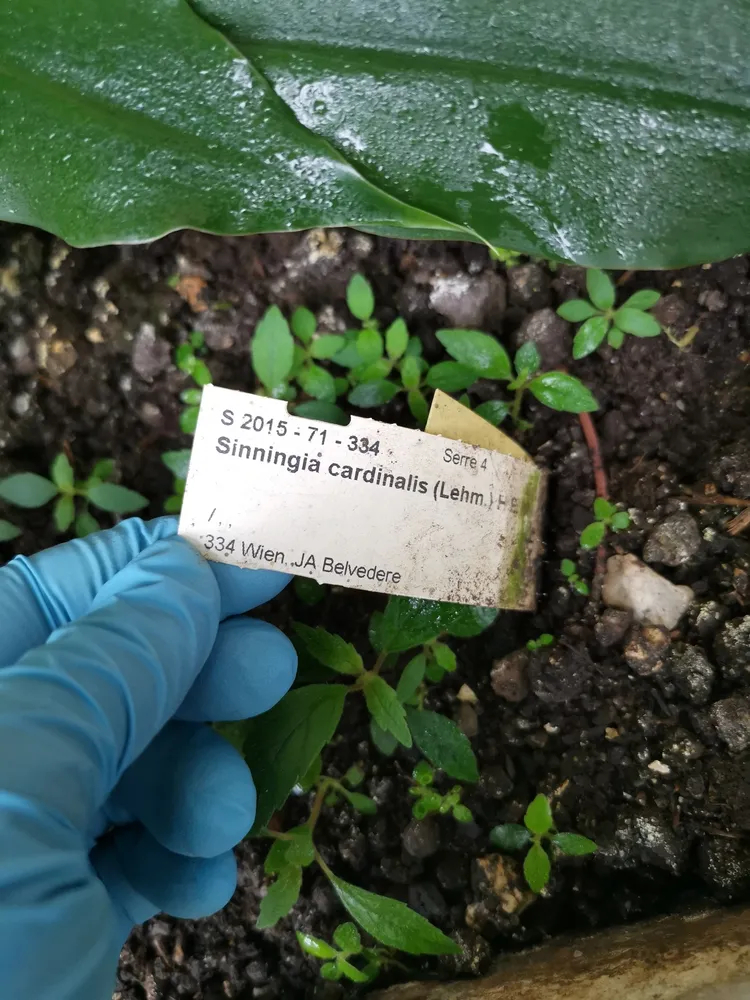 S 2015 - 71 - 334
Serre 4
Sinningia cardinalis (Lehm.) H E
/ . .
334 Wien, JA Belvedere